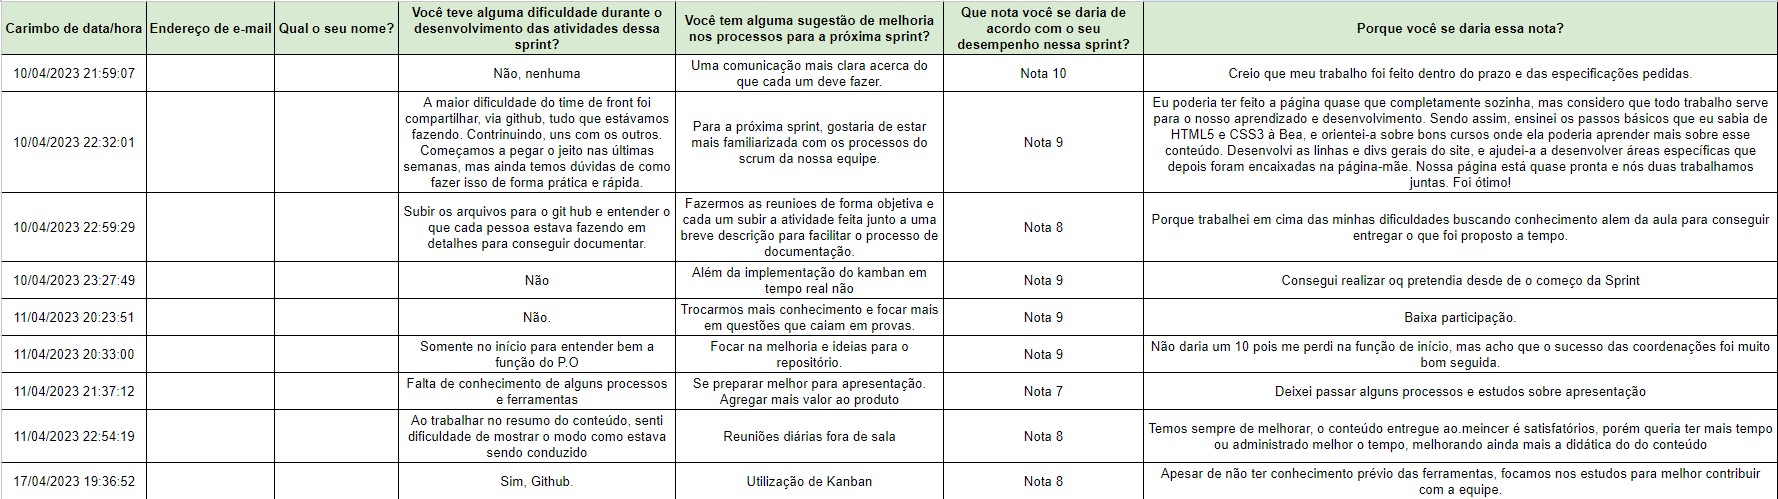 Carimbo de data/hora
Endereço de e-mail
Qual o seu nome?
Você teve alguma dificuldade durante o
desenvolvimento das atividades dessa
sprint?
Você tem alguma sugestão de melhoria
nos processos para a próxima sprint?
Que nota você se daria de
acordo com o seu
desempenho nessa sprint?
Porque você se daria essa nota?
10/04/2023 21:59:07
Não, nenhuma
Uma comunicação mais clara acerca do
que cada um deve fazer.
Nota 10
Creio que meu trabalho foi feito dentro do prazo e das especificações pedidas.
10/04/2023 22:32:01
A maior dificuldade do time de front foi
compartilhar, via github, tudo que estávamos
fazendo. Contrinuindo, uns com os outros.
Começamos a pegar o jeito nas últimas
semanas, mas ainda temos dúvidas de como
fazer isso de forma prática e rápida.
Para a próxima sprint, gostaria de estar
mais familiarizada com os processos do
scrum da nossa equipe.
Nota 9
Eu poderia ter feito a página quase que completamente sozinha, mas considero que todo trabalho serve
para o nosso aprendizado e desenvolvimento. Sendo assim, ensinei os passos básicos que eu sabia de
HTML5 e CSS3 à Bea, e orientei-a sobre bons cursos onde ela poderia aprender mais sobre esse
conteúdo. Desenvolvi as linhas e divs gerais do site, e ajudei-a a desenvolver áreas específicas que
depois foram encaixadas na página-mãe. Nossa página está quase pronta e nós duas trabalhamos
juntas. Foi ótimo!
10/04/2023 22:59:29
Subir os arquivos para o git hub e entender o
que cada pessoa estava fazendo em
detalhes para conseguir documentar.
Fazermos as reunioes de forma objetiva e
cada um subir a atividade feita junto a uma
breve descrição para facilitar o processo de
documentação.
Nota 8
Porque trabalhei em cima das minhas dificuldades buscando conhecimento alem da aula para conseguir
entregar o que foi proposto a tempo.
10/04/2023 23:27:49
Não
Além da implementação do kamban em
tempo real não
Nota 9
Consegui realizar oq pretendia desde de o começo da Sprint
11/04/2023 20:23:51
Não.
Trocarmos mais conhecimento e focar mais
em questões que caiam em provas.
Nota 9
Baixa participação.
11/04/2023 20:33:00
Somente no início para entender bem a
função do P.O
Focar na melhoria e ideias para o
repositório.
Nota 9
Não daria um 10 pois me perdi na função de início, mas acho que o sucesso das coordenações foi muito
bom seguida.
11/04/2023 21:37:12
Falta de conhecimento de alguns processos
e ferramentas
Se preparar melhor para apresentação.
Agregar mais valor ao produto
Nota 7
Deixei passar alguns processos e estudos sobre apresentação
11/04/2023 22:54:19
Ao trabalhar no resumo do conteúdo, senti
dificuldade de mostrar o modo como estava
sendo conduzido
Reuniões diárias fora de sala
Nota 8
Temos sempre de melhorar, o conteúdo entregue ao.meincer é satisfatórios, porém queria ter mais tempo
ou administrado melhor o tempo, melhorando ainda mais a didática do do conteúdo
17/04/2023 19:36:52
Sim, Github.
Utilização de Kanban
Nota 8
Apesar de não ter conhecimento prévio das ferramentas, focamos nos estudos para melhor contribuir
com a equipe.